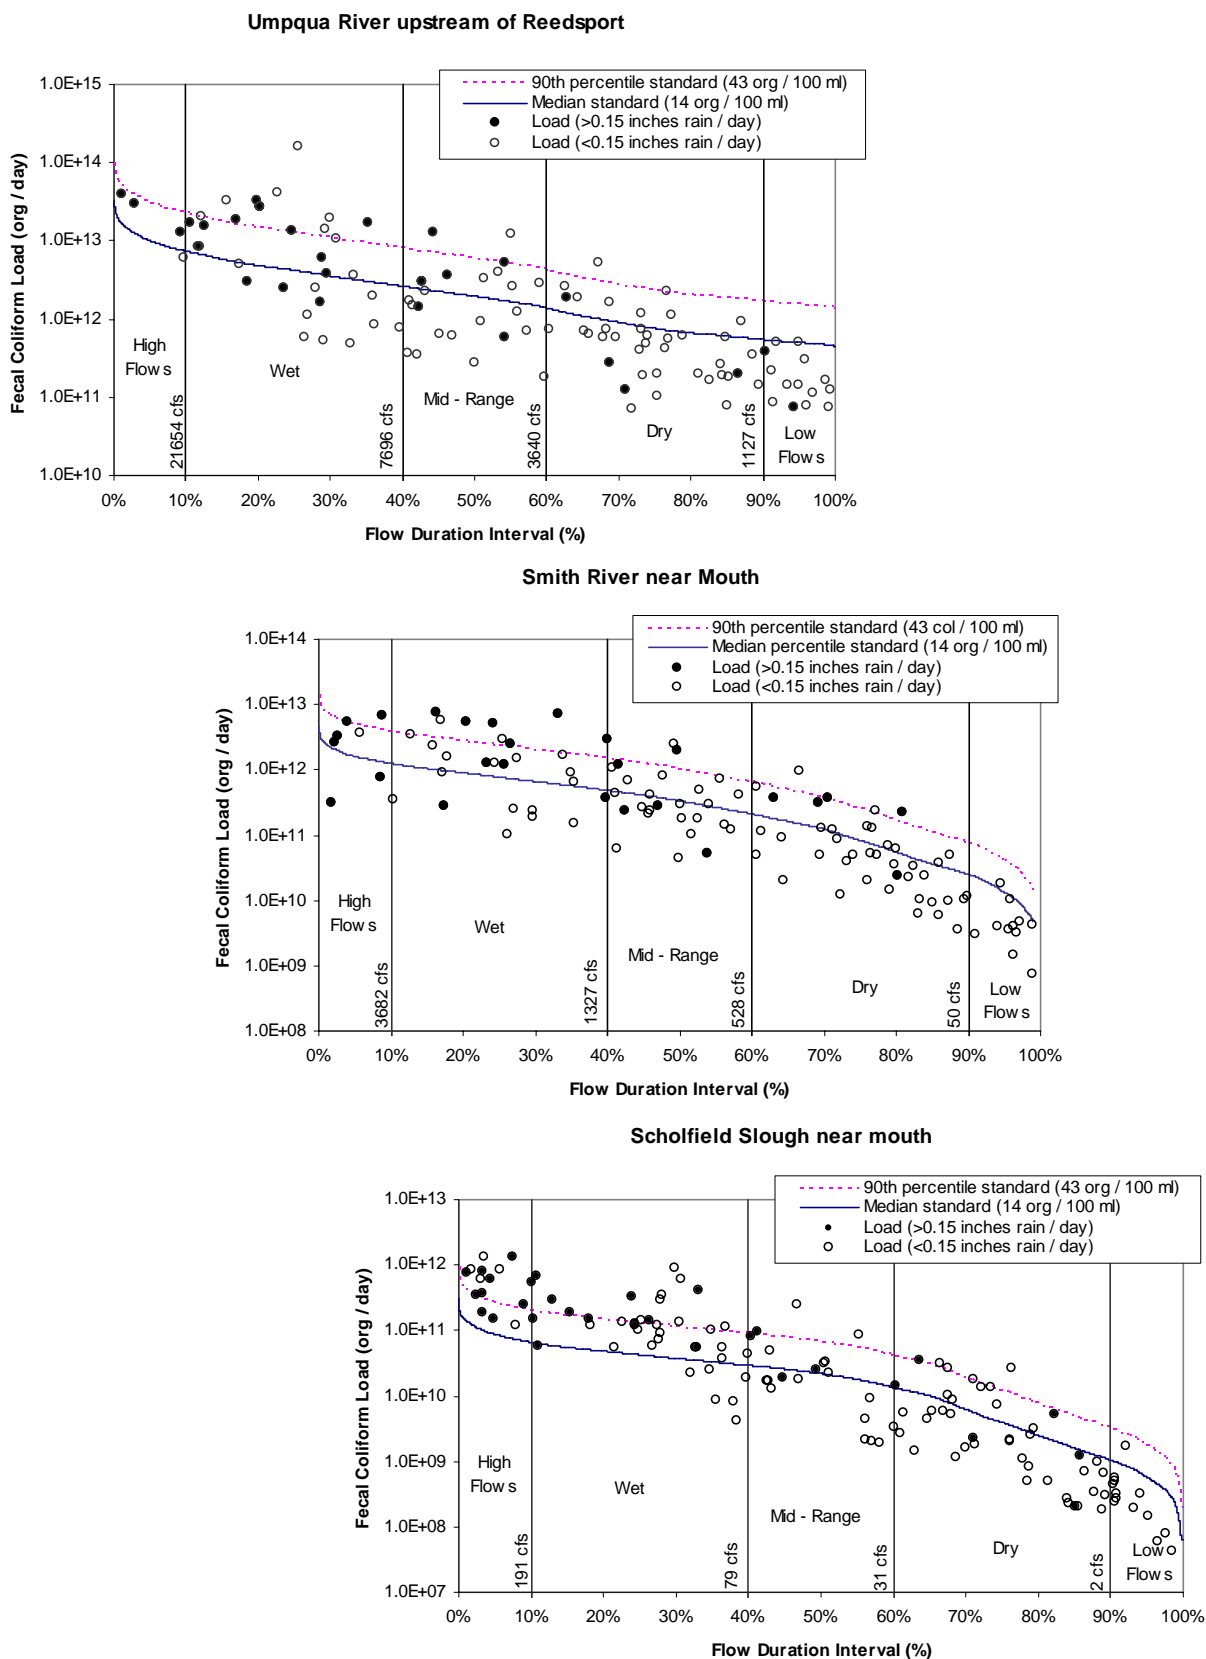 Umpqua River upstream of Reedsport
90th percentile standard (43 org / 100 ml)
Median standard (14 org / 100 ml)
Load (>0.15 inches rain / day)
Load (<0.15 inches rain / day)
Fecal Coliform Load (org / day)
1.0E+15
1.0E+14
1.0E+13
1.0E+12
1.0E+11
1.0E+10
High
Flows
Wet
Mid - Range
Dry
Low
Flows
21654 cfs
7696 cfs
3640 cfs
1127 cfs
0% 10% 20% 30% 40% 50% 60% 70% 80% 90% 100%
Flow Duration Interval (%)
Smith River near Mouth
90th percentile standard (43 col / 100 ml)
Median percentile standard (14 org / 100 ml)
Load (>0.15 inches rain / day)
Load (<0.15 inches rain / day)
Fecal Coliform Load (org / day)
1.0E+14
1.0E+13
1.0E+12
1.0E+11
1.0E+10
1.0E+09
1.0E+08
High
Flows
Wet
Mid - Range
Dry
Low
Flows
3682 cfs
1327 cfs
528 cfs
50 cfs
0% 10% 20% 30% 40% 50% 60% 70% 80% 90% 100%
Flow Duration Interval (%)
Scholfield Slough near mouth
90th percentile standard (43 org / 100 ml)
Median standard (14 org / 100 ml)
Load (>0.15 inches rain / day)
Load (<0.15 inches rain / day)
Fecal Coliform Load (org / day)
1.0E+13
1.0E+12
1.0E+11
1.0E+10
1.0E+09
1.0E+08
1.0E+07
High
Flows
Wet
Mid - Range
Dry
Low
Flows
191 cfs
79 cfs
31 cfs
2 cfs
0% 10% 20% 30% 40% 50% 60% 70% 80% 90% 100%
Flow Duration Interval (%)